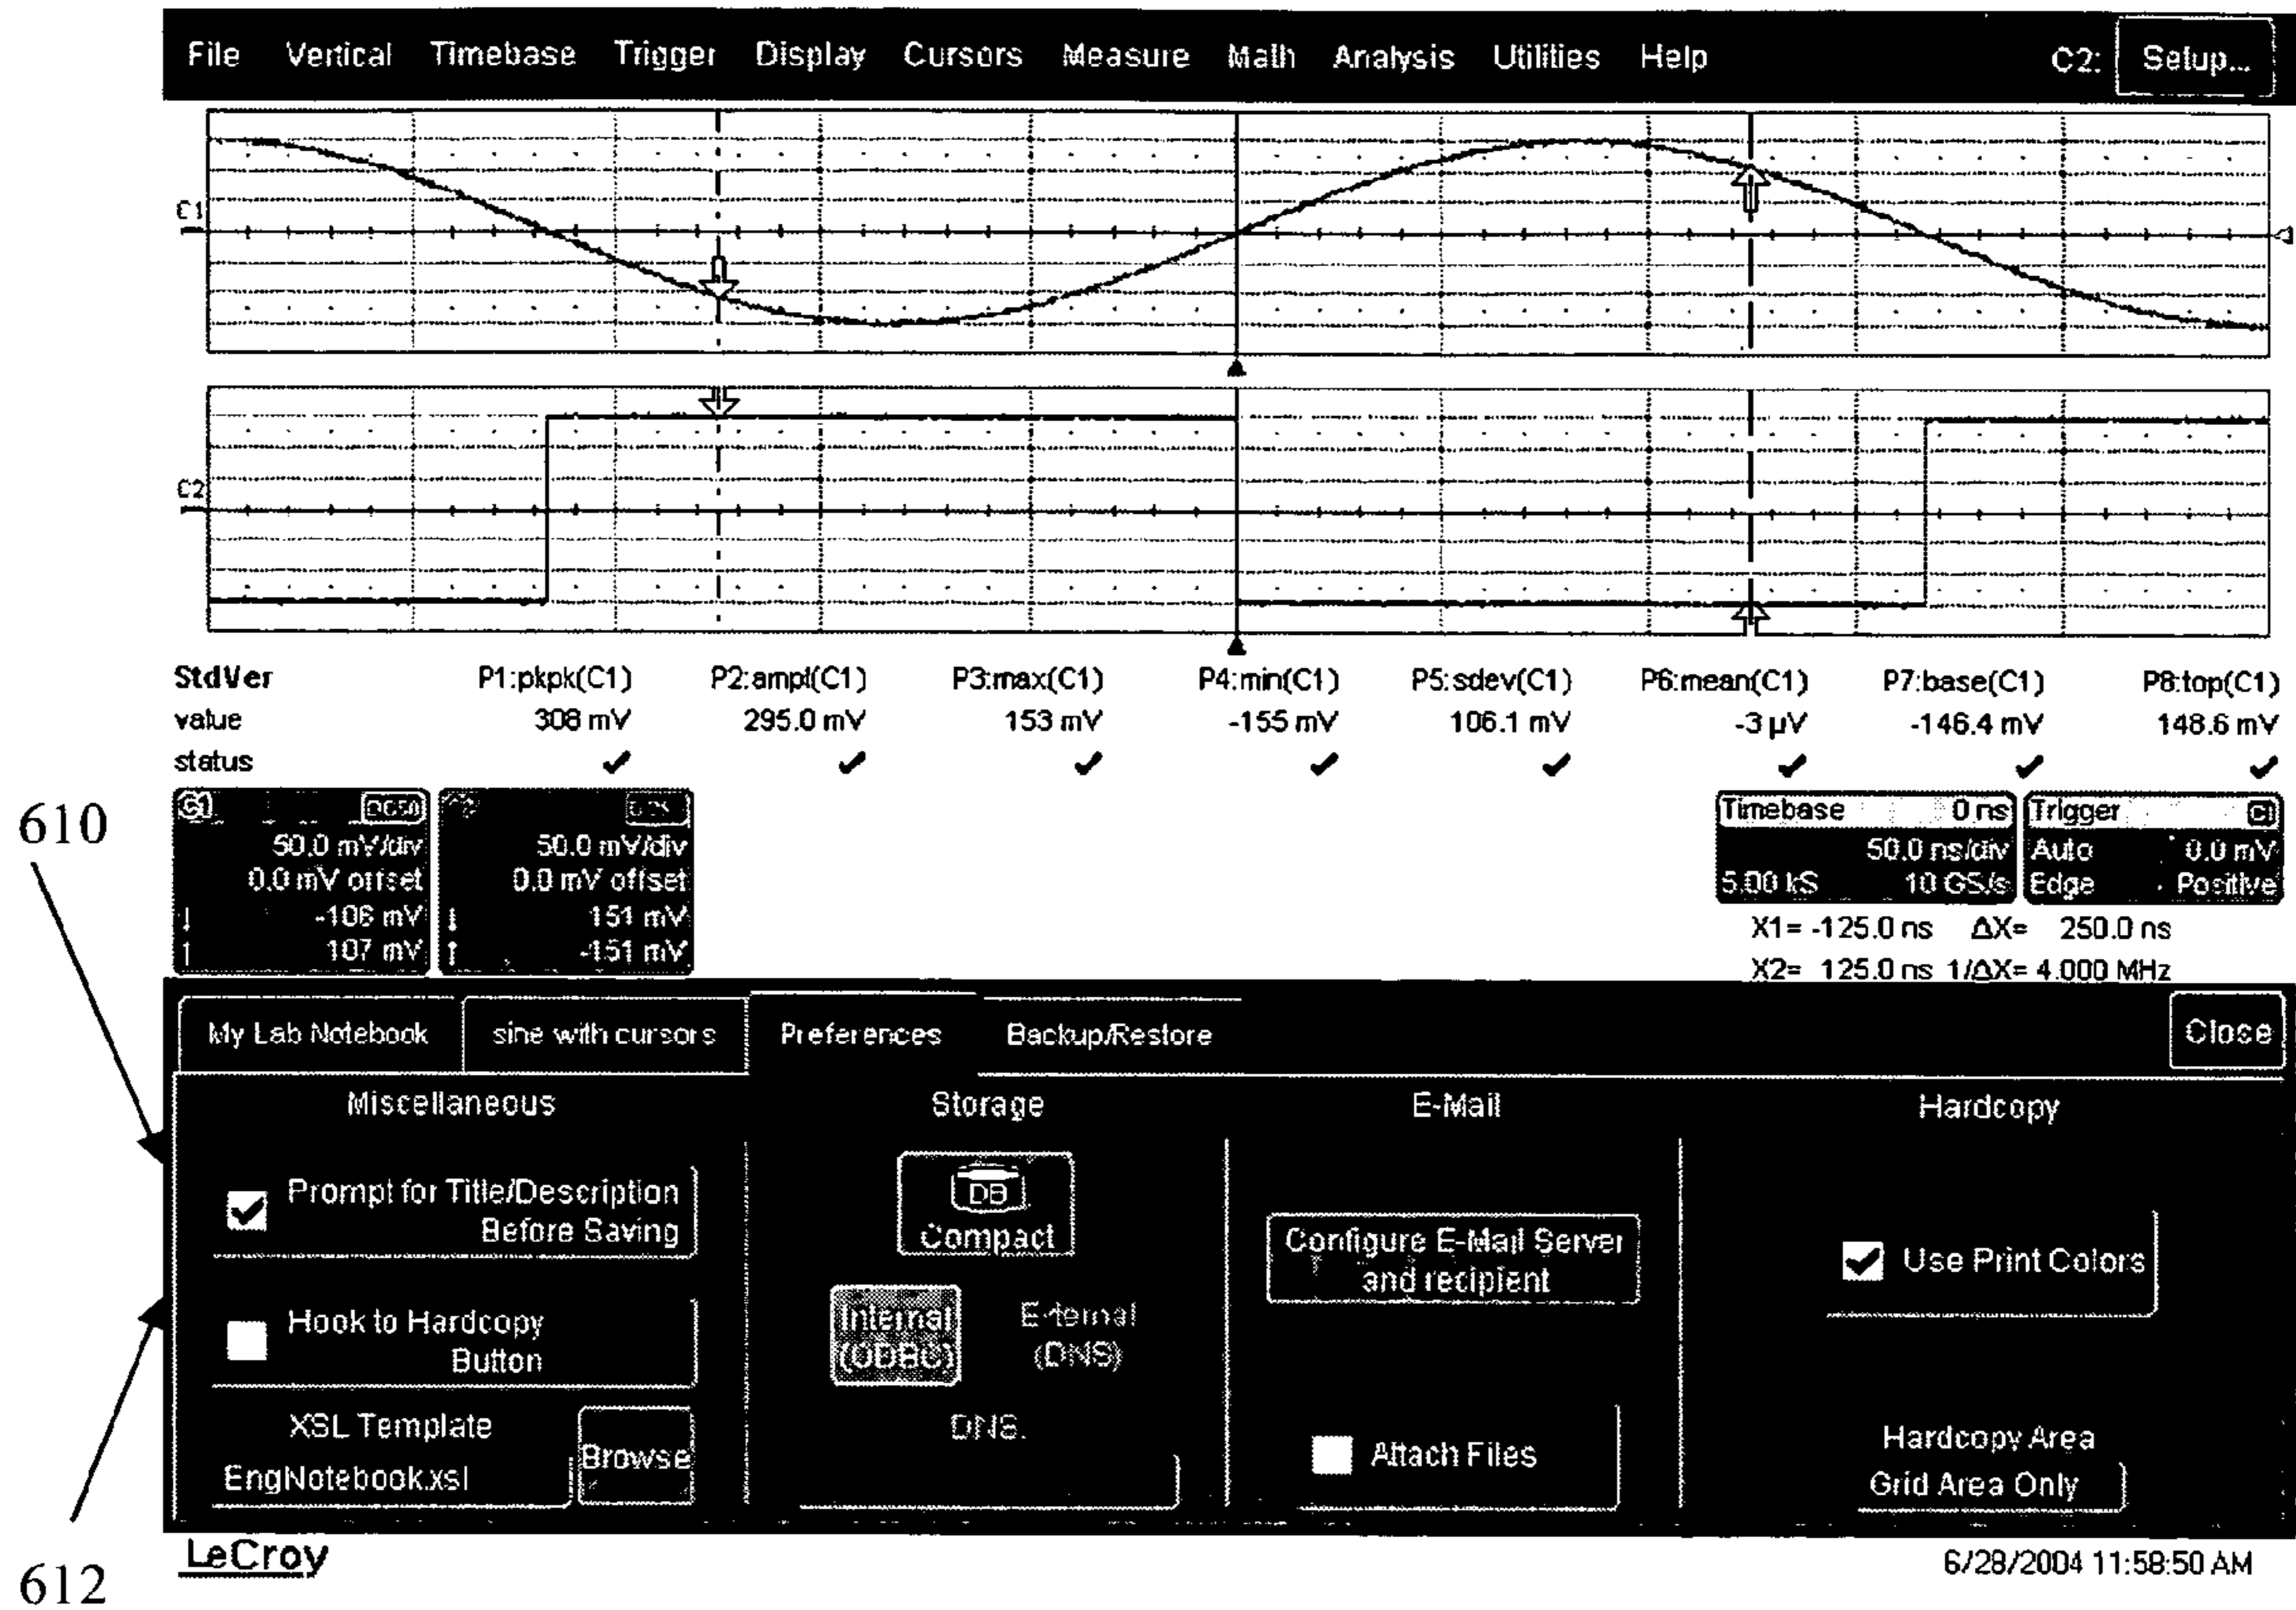 File Vertical Timebase Trigger Display Cursors Measure Math Analysis Utilities Help C2: Setup...
C1
C2
StdVer P1:pkpk(C1) P2:ampl(C1) P3:max(C1) P4:min(C1) P5:sdev(C1) P6:mean(C1) P7:base(C1) P8:top(C1)
value 308 mV 295.0 mV 153 mV -155 mV 106.1 mV -3 µV -146.4 mV 148.6 mV
status
610
C1 DC50
50.0 mV/div 50.0 mV/div
0.0 mV offset 0.0 mV offset
-106 mV 151 mV
107 mV -151 mV
Timebase 0 ns Trigger C1
50.0 ns/div Auto 0.0 mV
5.00 kS 10 GS/s Edge Positive
X1= -125.0 ns ΔX= 250.0 ns
X2= 125.0 ns 1/ΔX= 4.000 MHz
My Lab Notebook sine with cursors Preferences Backup/Restore Close
Miscellaneous Storage E-Mail Hardcopy
Prompt for Title/Description
Before Saving
DB
Compact
Configure E-Mail Server
and recipient
Use Print Colors
Hook to Hardcopy
Button
Internal
(ODBC)
External
(DNS)
XSL Template
EngNotebook.xsl
Browse
DNS.
Attach Files
Hardcopy Area
Grid Area Only
LeCroy
6/28/2004 11:58:50 AM
612